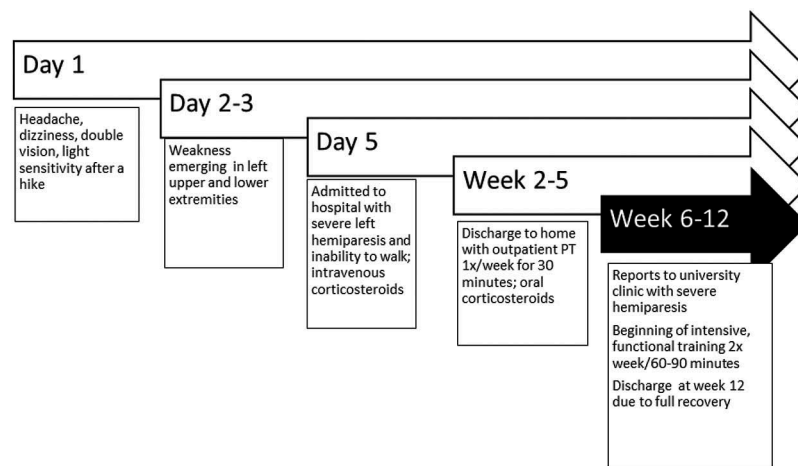 Day 1
Headache,
dizziness, double
vision, light
sensitivity after a
hike
Day 2-3
Weakness
emerging in left
upper and lower
extremities
Day 5
Admitted to
hospital with
severe left
hemiparesis and
inability to walk;
intravenous
corticosteroids
Week 2-5
Discharge to home
with outpatient PT
1x/week for 30
minutes; oral
corticosteroids
Week 6-12
Reports to university
clinic with severe
hemiparesis
Beginning of intensive,
functional training 2x
week/60-90 minutes
Discharge at week 12
due to full recovery